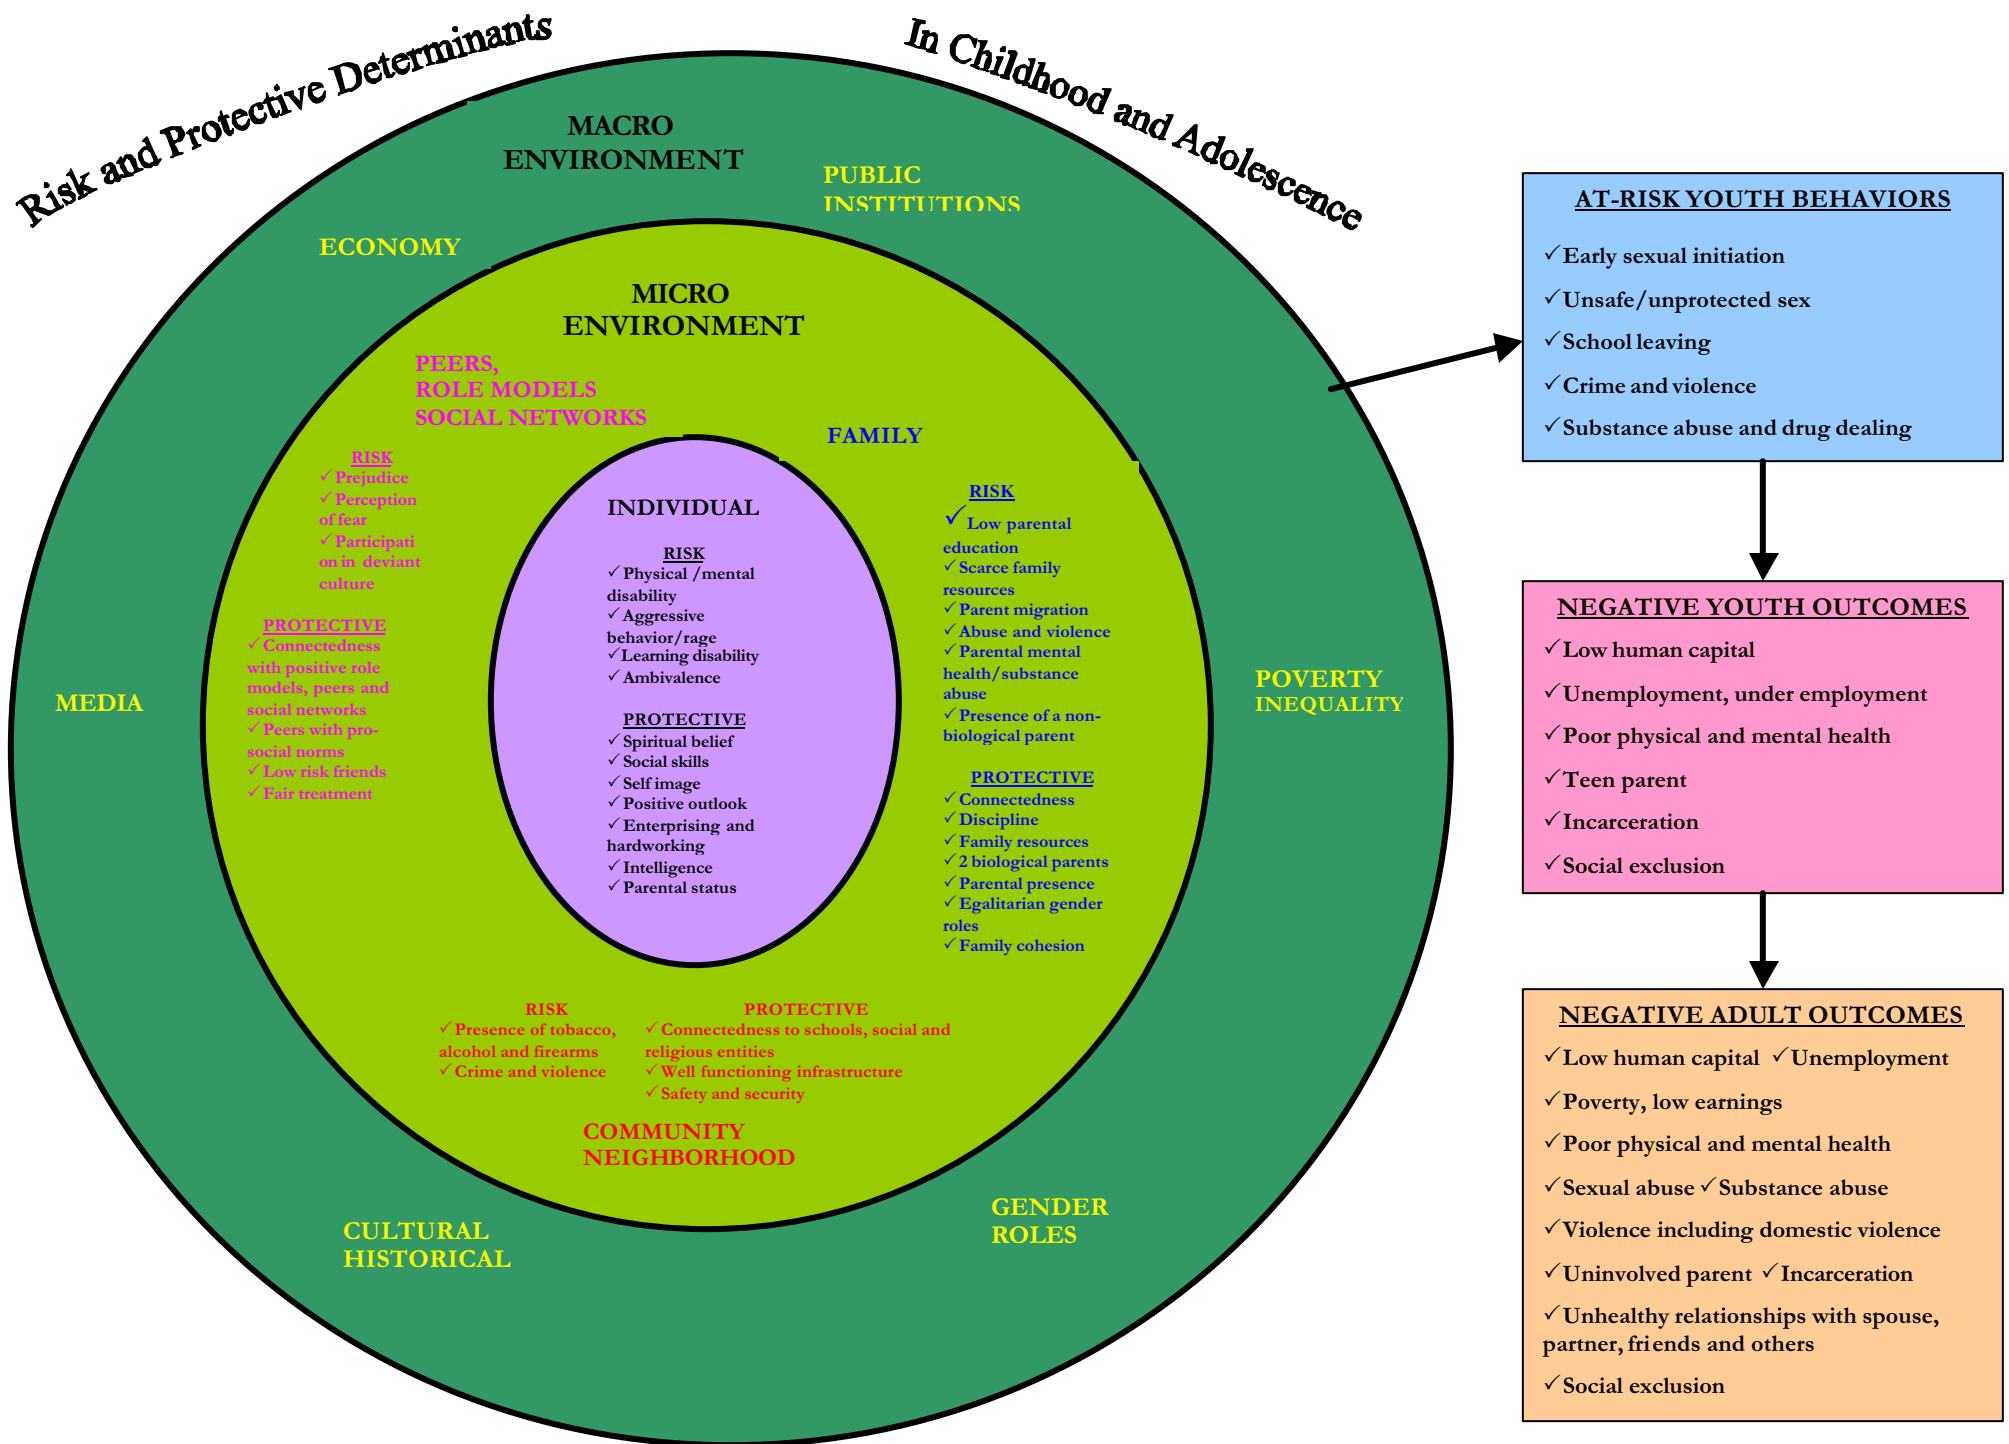 Risk and Protective Determinants
In Childhood and Adolescence
MACRO
ENVIRONMENT
PUBLIC
INSTITUTIONS
ECONOMY
MICRO
ENVIRONMENT
PEERS,
ROLE MODELS
SOCIAL NETWORKS
FAMILY
RISK
✓Prejudice
✓Perception
of fear
✓Participati
on in deviant
culture
PROTECTIVE
✓Connectedness
with positive role
models, peers and
social networks
✓Peers with pro-
social norms
✓Low risk friends
✓Fair treatment
INDIVIDUAL
RISK
✓Physical /mental
disability
✓Aggressive
behavior/rage
✓Learning disability
✓Ambivalence
PROTECTIVE
✓Spiritual belief
✓Social skills
✓Self image
✓Positive outlook
✓Enterprising and
hardworking
✓Intelligence
✓Parental status
RISK
✓Low parental
education
✓Scarce family
resources
✓Parent migration
✓Abuse and violence
✓Parental mental
health/substance
abuse
✓Presence of a non-
biological parent
PROTECTIVE
✓Connectedness
✓Discipline
✓Family resources
✓2 biological parents
✓Parental presence
✓Egalitarian gender
roles
✓Family cohesion
MEDIA
POVERTY
INEQUALITY
RISK
✓Presence of tobacco,
alcohol and firearms
✓Crime and violence
PROTECTIVE
✓Connectedness to schools, social and
religious entities
✓Well functioning infrastructure
✓Safety and security
COMMUNITY
NEIGHBORHOOD
CULTURAL
HISTORICAL
GENDER
ROLES
AT-RISK YOUTH BEHAVIORS
✓Early sexual initiation
✓Unsafe/unprotected sex
✓School leaving
✓Crime and violence
✓Substance abuse and drug dealing
NEGATIVE YOUTH OUTCOMES
✓Low human capital
✓Unemployment, under employment
✓Poor physical and mental health
✓Teen parent
✓Incarceration
✓Social exclusion
NEGATIVE ADULT OUTCOMES
✓Low human capital ✓Unemployment
✓Poverty, low earnings
✓Poor physical and mental health
✓Sexual abuse ✓Substance abuse
✓Violence including domestic violence
✓Uninvolved parent ✓Incarceration
✓Unhealthy relationships with spouse,
partner, friends and others
✓Social exclusion